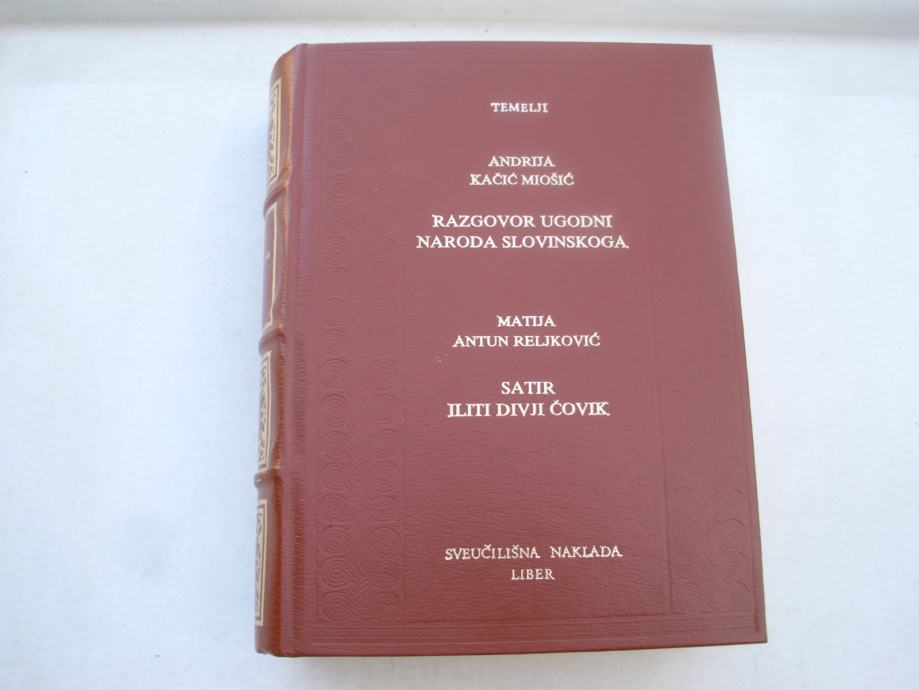 TEMELJI
ANDRIJA
KAČIĆ MIOŠIĆ
RAZGOVOR UGODNI
NARODA SLOVINSKOGA
MATIJA
ANTUN RELJKOVIĆ
SATIR
ILITI DIVJI ČOVIK
SVEUČILIŠNA NAKLADA
LIBER